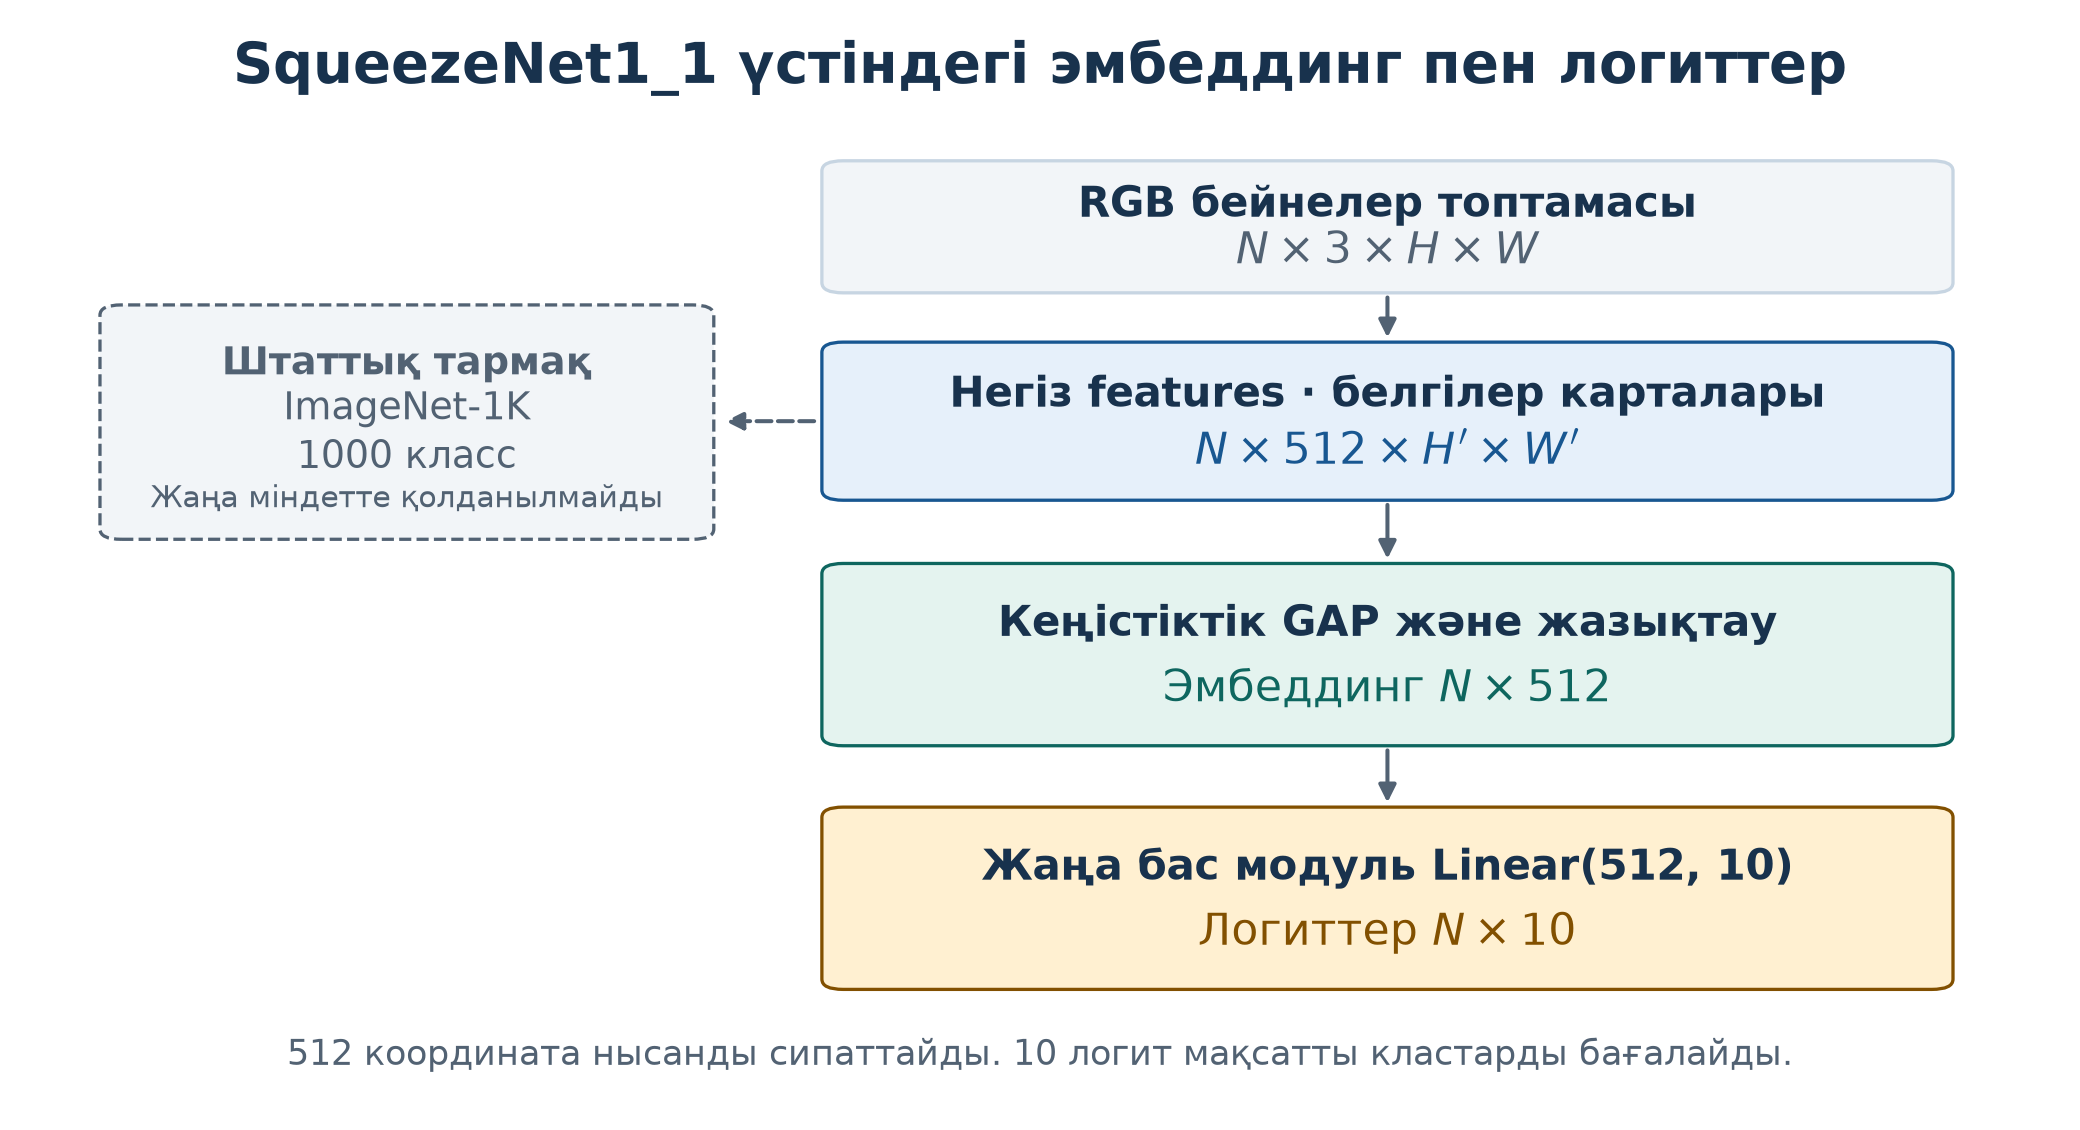 SqueezeNet1_1 үстіндегі эмбеддинг пен логиттер
RGB бейнелер топтамасы
N × 3 × H × W
Штаттық тармақ
ImageNet-1K
1000 класс
Жаңа міндетте қолданылмайды
Негіз features · белгілер карталары
N × 512 × H′ × W′
Кеңістіктік GAP және жазықтау
Эмбеддинг N × 512
Жаңа бас модуль Linear(512, 10)
Логиттер N × 10
512 координата нысанды сипаттайды. 10 логит мақсатты кластарды бағалайды.